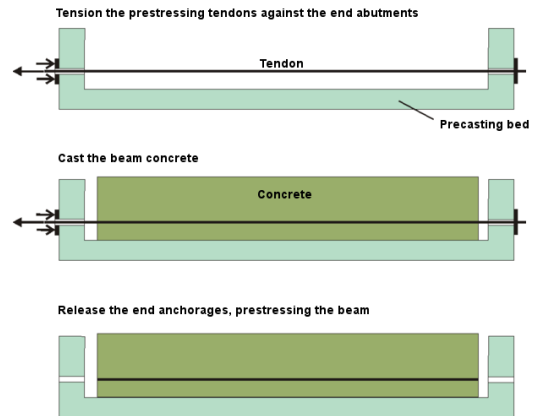 Tension the prestressing tendons against the end abutments
Tendon
Precasting bed
Cast the beam concrete
Concrete
Release the end anchorages, prestressing the beam